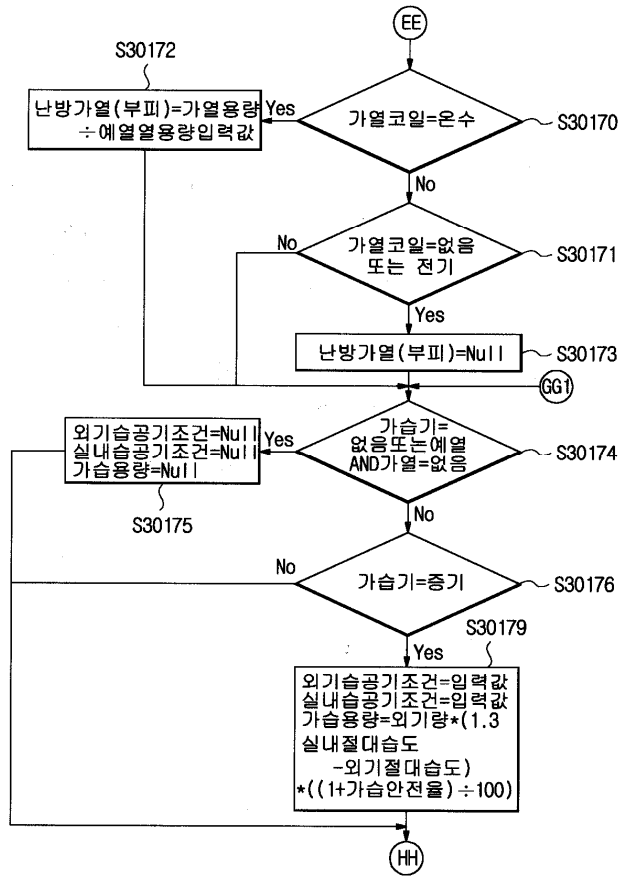 EE
S30172
난방가열(부피)=가열용량
÷예열열용량입력값
Yes
가열코일=온수
S30170
No
No
가열코일=없음
또는 전기
S30171
Yes
난방가열(부피)=Null
S30173
GG1
외기습공기조건=Null
실내습공기조건=Null
가습용량=Null
Yes
가습기=
없음또는예열
AND가열=없음
S30174
S30175
No
No
가습기=증기
S30176
Yes
S30179
외기습공기조건=입력값
실내습공기조건=입력값
가습용량=외기량*(1.3
실내절대습도
-외기절대습도)
*((1+가습안전율)÷100)
HH